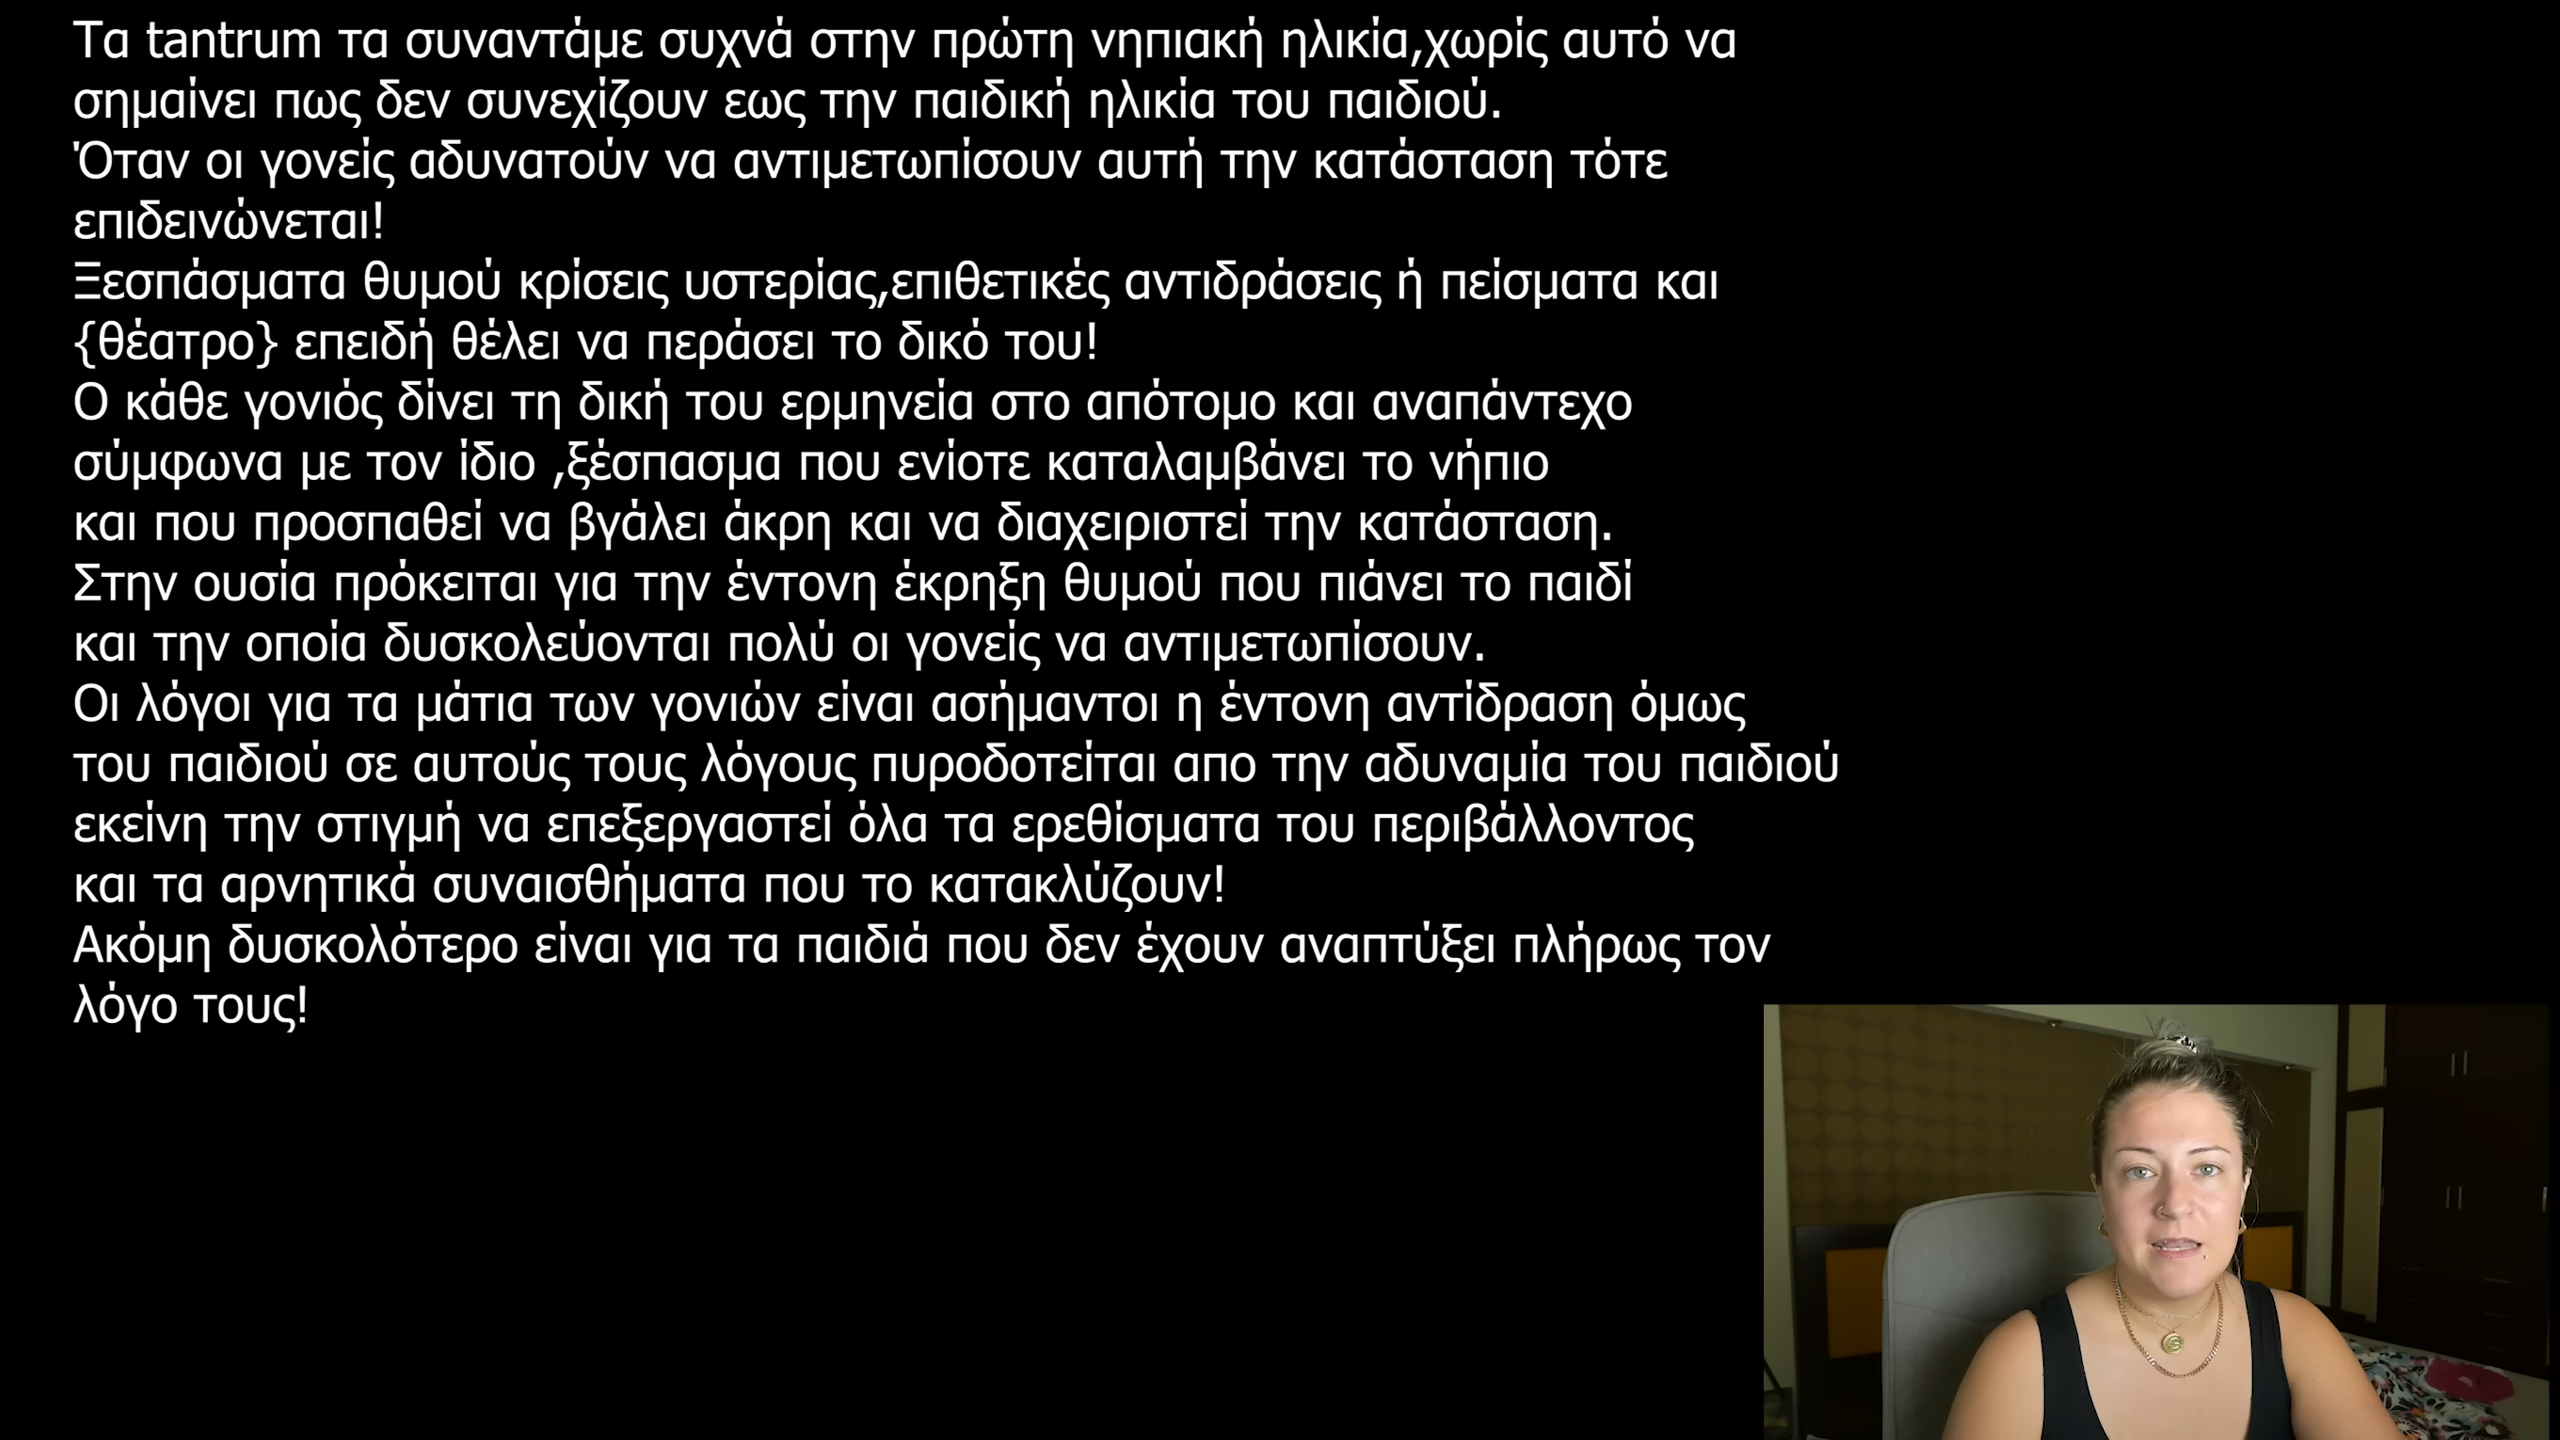 Τα tantrum τα συναντάμε συχνά στην πρώτη νηπιακή ηλικία,χωρίς αυτό να
σημαίνει πως δεν συνεχίζουν εως την παιδική ηλικία του παιδιού.
Όταν οι γονείς αδυνατούν να αντιμετωπίσουν αυτή την κατάσταση τότε
επιδεινώνεται!
Ξεσπάσματα θυμού κρίσεις υστερίας,επιθετικές αντιδράσεις ή πείσματα και
{θέατρο} επειδή θέλει να περάσει το δικό του!
Ο κάθε γονιός δίνει τη δική του ερμηνεία στο απότομο και αναπάντεχο
σύμφωνα με τον ίδιο ,ξέσπασμα που ενίοτε καταλαμβάνει το νήπιο
και που προσπαθεί να βγάλει άκρη και να διαχειριστεί την κατάσταση.
Στην ουσία πρόκειται για την έντονη έκρηξη θυμού που πιάνει το παιδί
και την οποία δυσκολεύονται πολύ οι γονείς να αντιμετωπίσουν.
Οι λόγοι για τα μάτια των γονιών είναι ασήμαντοι η έντονη αντίδραση όμως
του παιδιού σε αυτούς τους λόγους πυροδοτείται απο την αδυναμία του παιδιού
εκείνη την στιγμή να επεξεργαστεί όλα τα ερεθίσματα του περιβάλλοντος
και τα αρνητικά συναισθήματα που το κατακλύζουν!
Ακόμη δυσκολότερο είναι για τα παιδιά που δεν έχουν αναπτύξει πλήρως τον
λόγο τους!